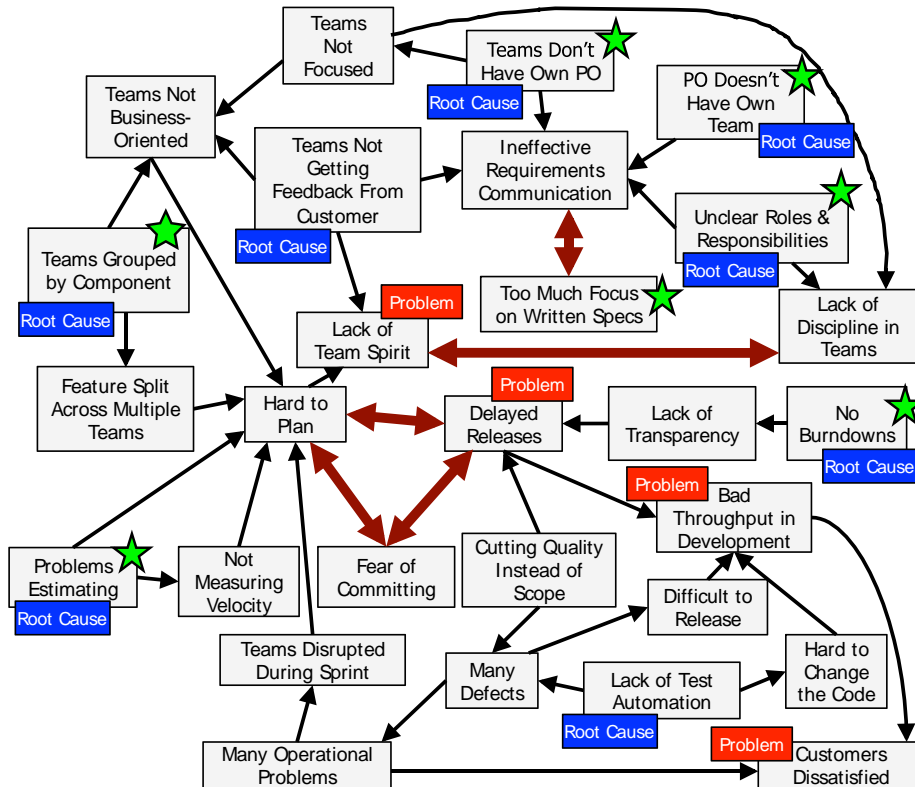 Teams
Not
Focused
Teams Don't
Have Own PO
Root Cause
PO Doesn't
Have Own
Team
Root Cause
Teams Not
Business-
Oriented
Teams Not
Getting
Feedback From
Customer
Root Cause
Ineffective
Requirements
Communication
Unclear Roles &
Responsibilities
Root Cause
Teams Grouped
by Component
Root Cause
Problem
Lack of
Team Spirit
Too Much Focus
on Written Specs
Lack of
Discipline in
Teams
Feature Split
Across Multiple
Teams
Hard to
Plan
Problem
Delayed
Releases
Lack of
Transparency
No
Burndowns
Root Cause
Problem
Bad
Throughput in
Development
Problems
Estimating
Root Cause
Not
Measuring
Velocity
Fear of
Committing
Cutting Quality
Instead of
Scope
Difficult to
Release
Teams Disrupted
During Sprint
Many
Defects
Lack of Test
Automation
Root Cause
Hard to
Change
the Code
Many Operational
Problems
Problem
Customers
Dissatisfied